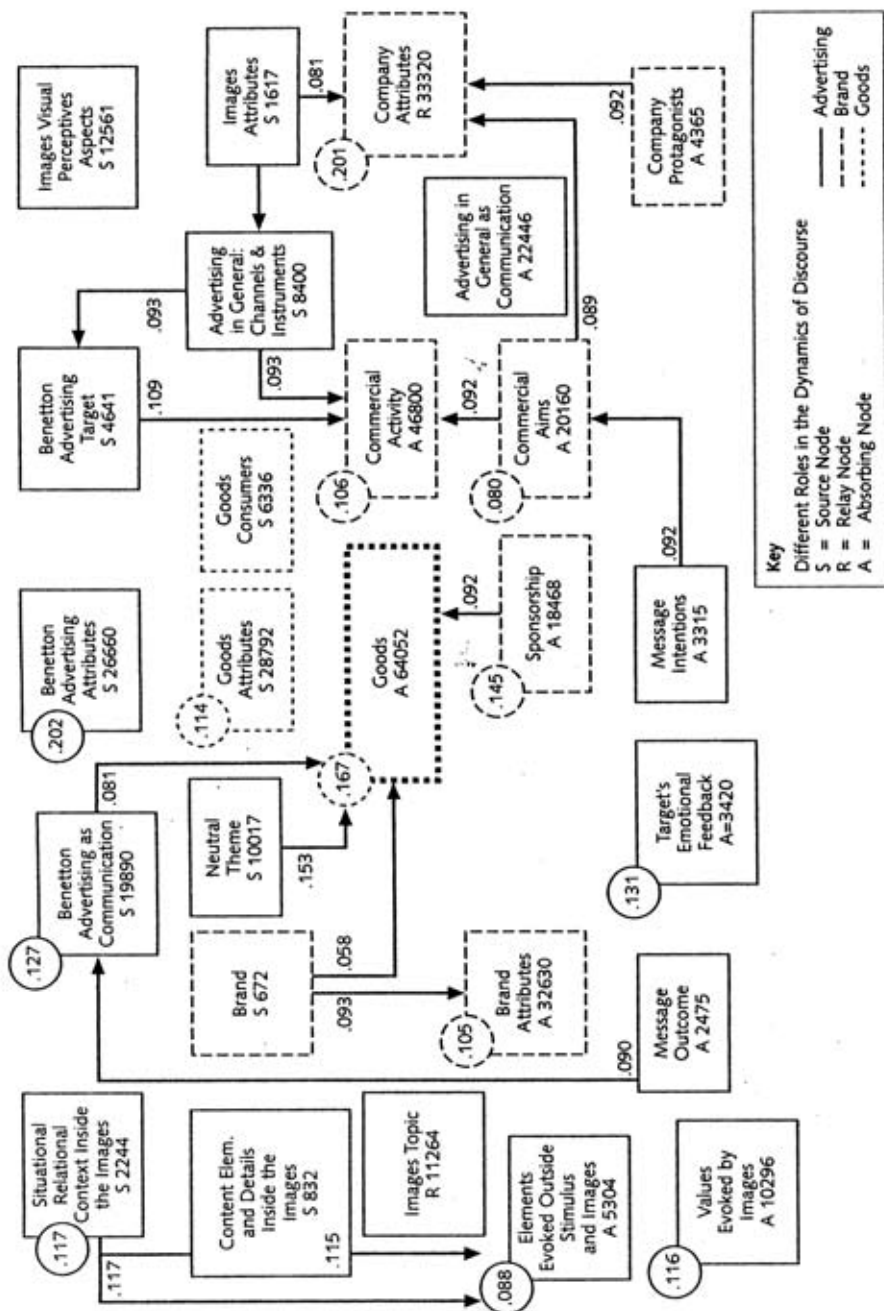 Situational
Relational
Context Inside
the Images
S 2244
.117
.117
Benetton
Advertising as
Communication
S 19890
.127
.081
Benetton
Advertising
Attributes
S 26660
.202
Benetton
Advertising
Target
S 4641
.109
.093
Images Visual
Perceptives
Aspects
S 12561
Content Elem.
and Details
Inside the
Images
S 832
.115
Brand
S 672
.093
.058
Neutral
Theme
S 10017
.153
Goods
Attributes
S 28792
.114
Goods
Consumers
S 6336
Advertising
in General:
Channels &
Instruments
S 8400
.093
Images
Attributes
S 1617
.081
Images Topic
R 11264
Brand
Attributes
A 32630
.105
Goods
A 64052
.167
Commercial
Activity
A 46800
.106
Company
Attributes
R 33320
.201
Elements
Evoked Outside
Stimulus
and Images
A 5304
.088
.092
Sponsorship
A 18468
.145
.092
Commercial
Aims
A 20160
.080
.089
Advertising in
General as
Communication
A 22446
.092
Values
Evoked by
Images
A 10296
.116
Message
Outcome
A 2475
.090
Target's
Emotional
Feedback
A=3420
.131
Message
Intentions
A 3315
.092
Company
Protagonists
A 4365
Key
Different Roles in the Dynamics of Discourse
S = Source Node
R = Relay Node
A = Absorbing Node
Advertising
Brand
Goods